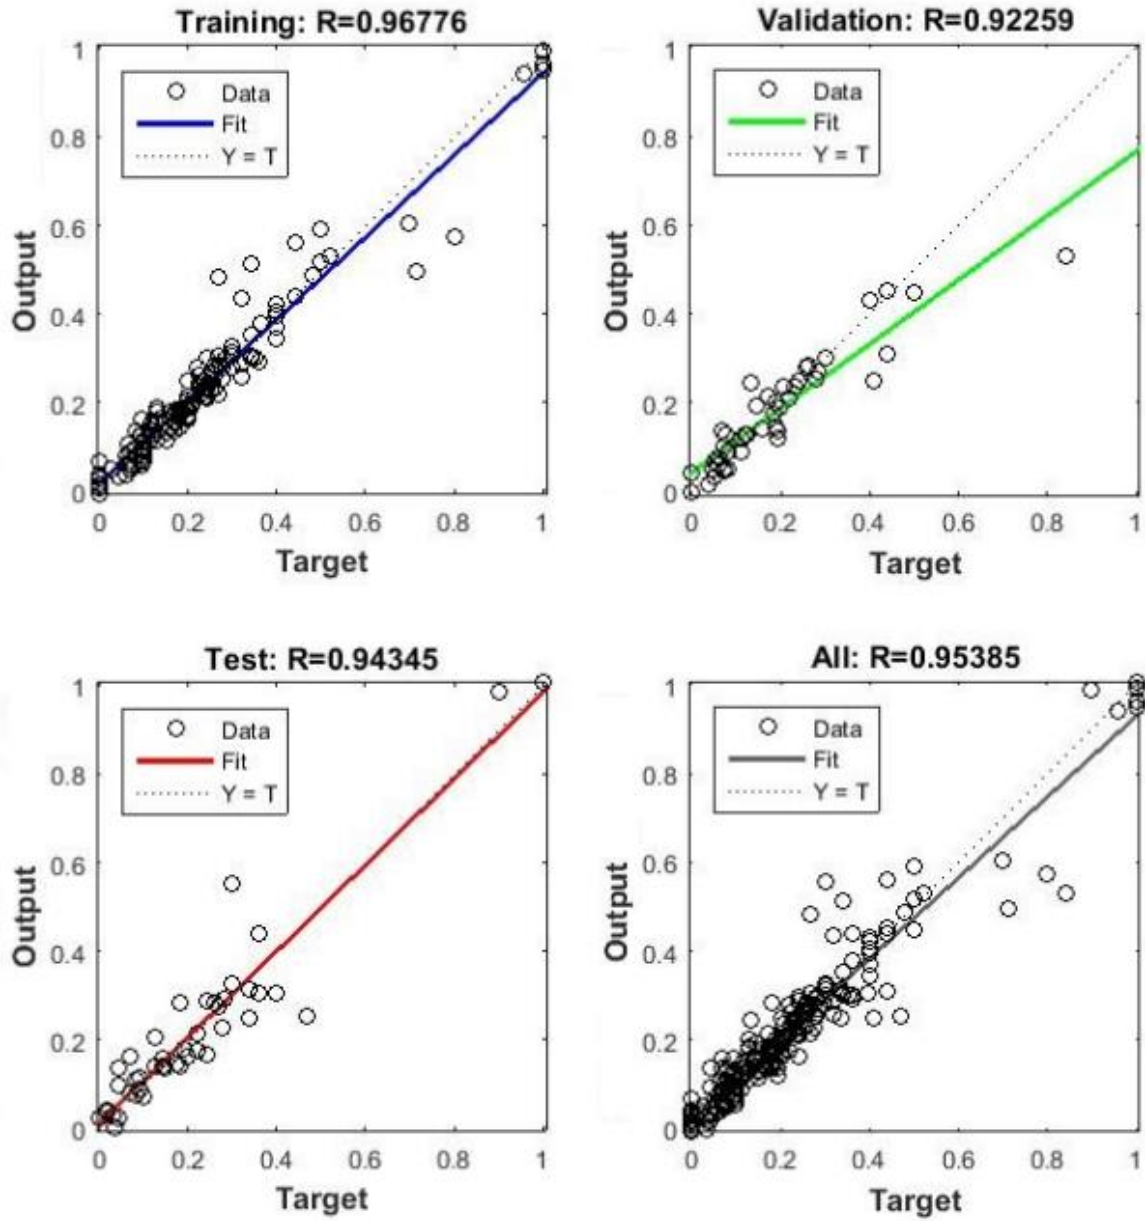 Training: R=0.96776
1
0.8
0.6
0.4
0.2
0
Output
Data
Fit
Y = T
0 0.2 0.4 0.6 0.8 1
Target
Validation: R=0.92259
1
0.8
0.6
0.4
0.2
0
Output
Data
Fit
Y = T
0 0.2 0.4 0.6 0.8 1
Target
Test: R=0.94345
1
0.8
0.6
0.4
0.2
0
Output
Data
Fit
Y = T
0 0.2 0.4 0.6 0.8 1
Target
All: R=0.95385
1
0.8
0.6
0.4
0.2
0
Output
Data
Fit
Y = T
0 0.2 0.4 0.6 0.8 1
Target